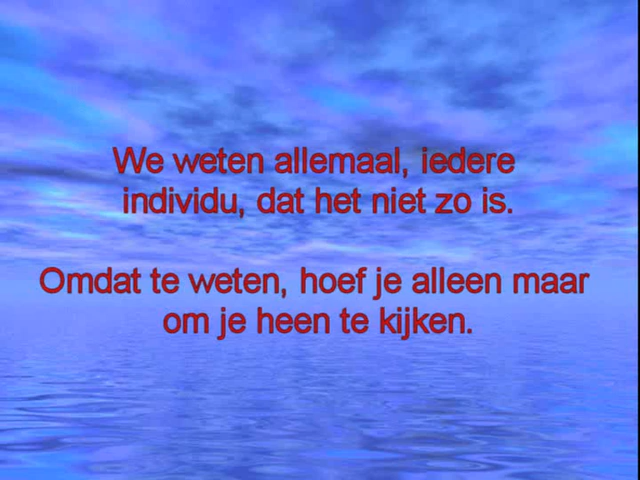 We weten allemaal, iedere
individu, dat het niet zo is.
Omdat te weten, hoef je alleen maar
om je heen te kijken.